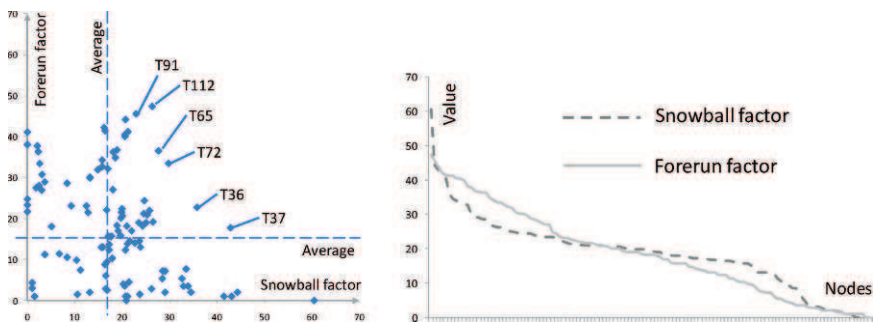 70
60
50
40
30
20
10
0
Forerun factor
Average
T91
T112
T65
T72
T36
T37
Average
Snowball factor
0 10 20 30 40 50 60 70
70
60
50
40
30
20
10
0
Value
Snowball factor
Forerun factor
Nodes